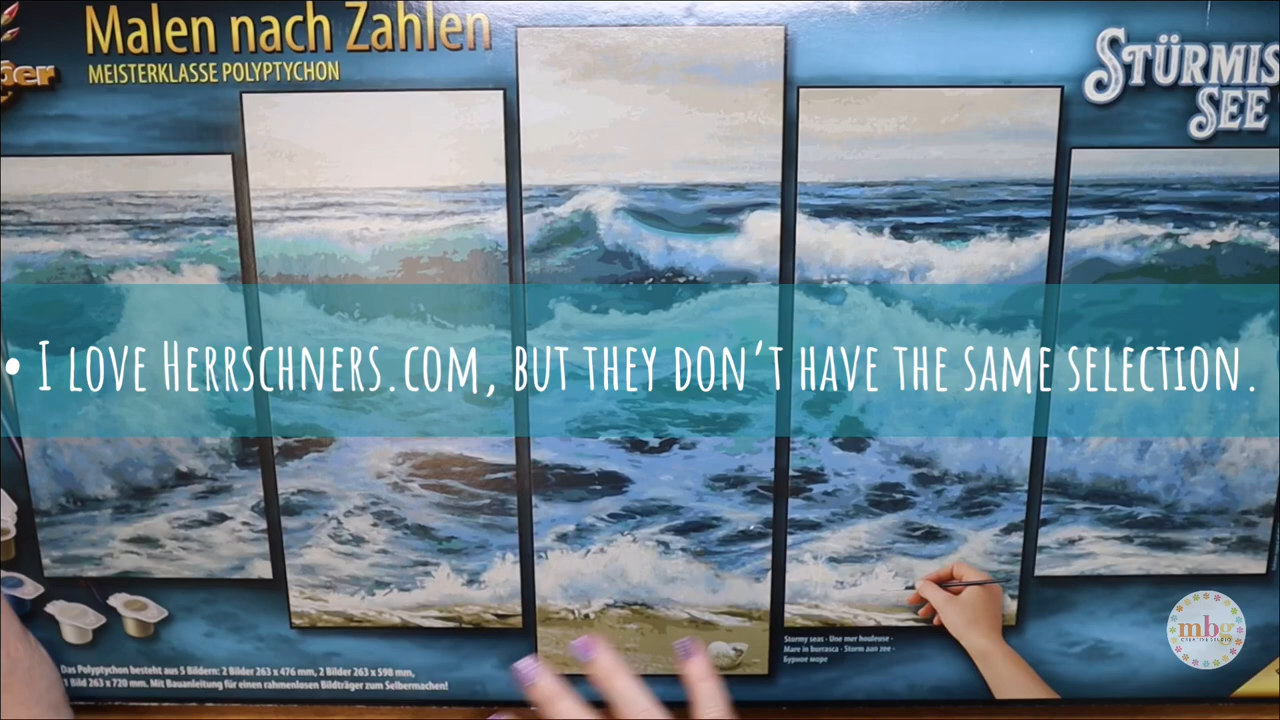 Malen nach Zahlen
MEISTERKLASSE POLYPTYCHON
STÜRMIS
SEE
• I LOVE HERRSCHNERS.COM, BUT THEY DON'T HAVE THE SAME SELECTION.
Stormy seas - Une mer houleuse -
Mare in burrasca - Storm aan zee -
Бурное море
Das Polyptychon besteht aus 5 Bildern: 2 Bilder 263 x 476 mm, 2 Bilder 263 x 598 mm,
1 Bild 263 x 720 mm. Mit Bauanleitung für einen rahmenlosen Bildträger zum Selbermachen!
mbg
CREATIVE STUDIO